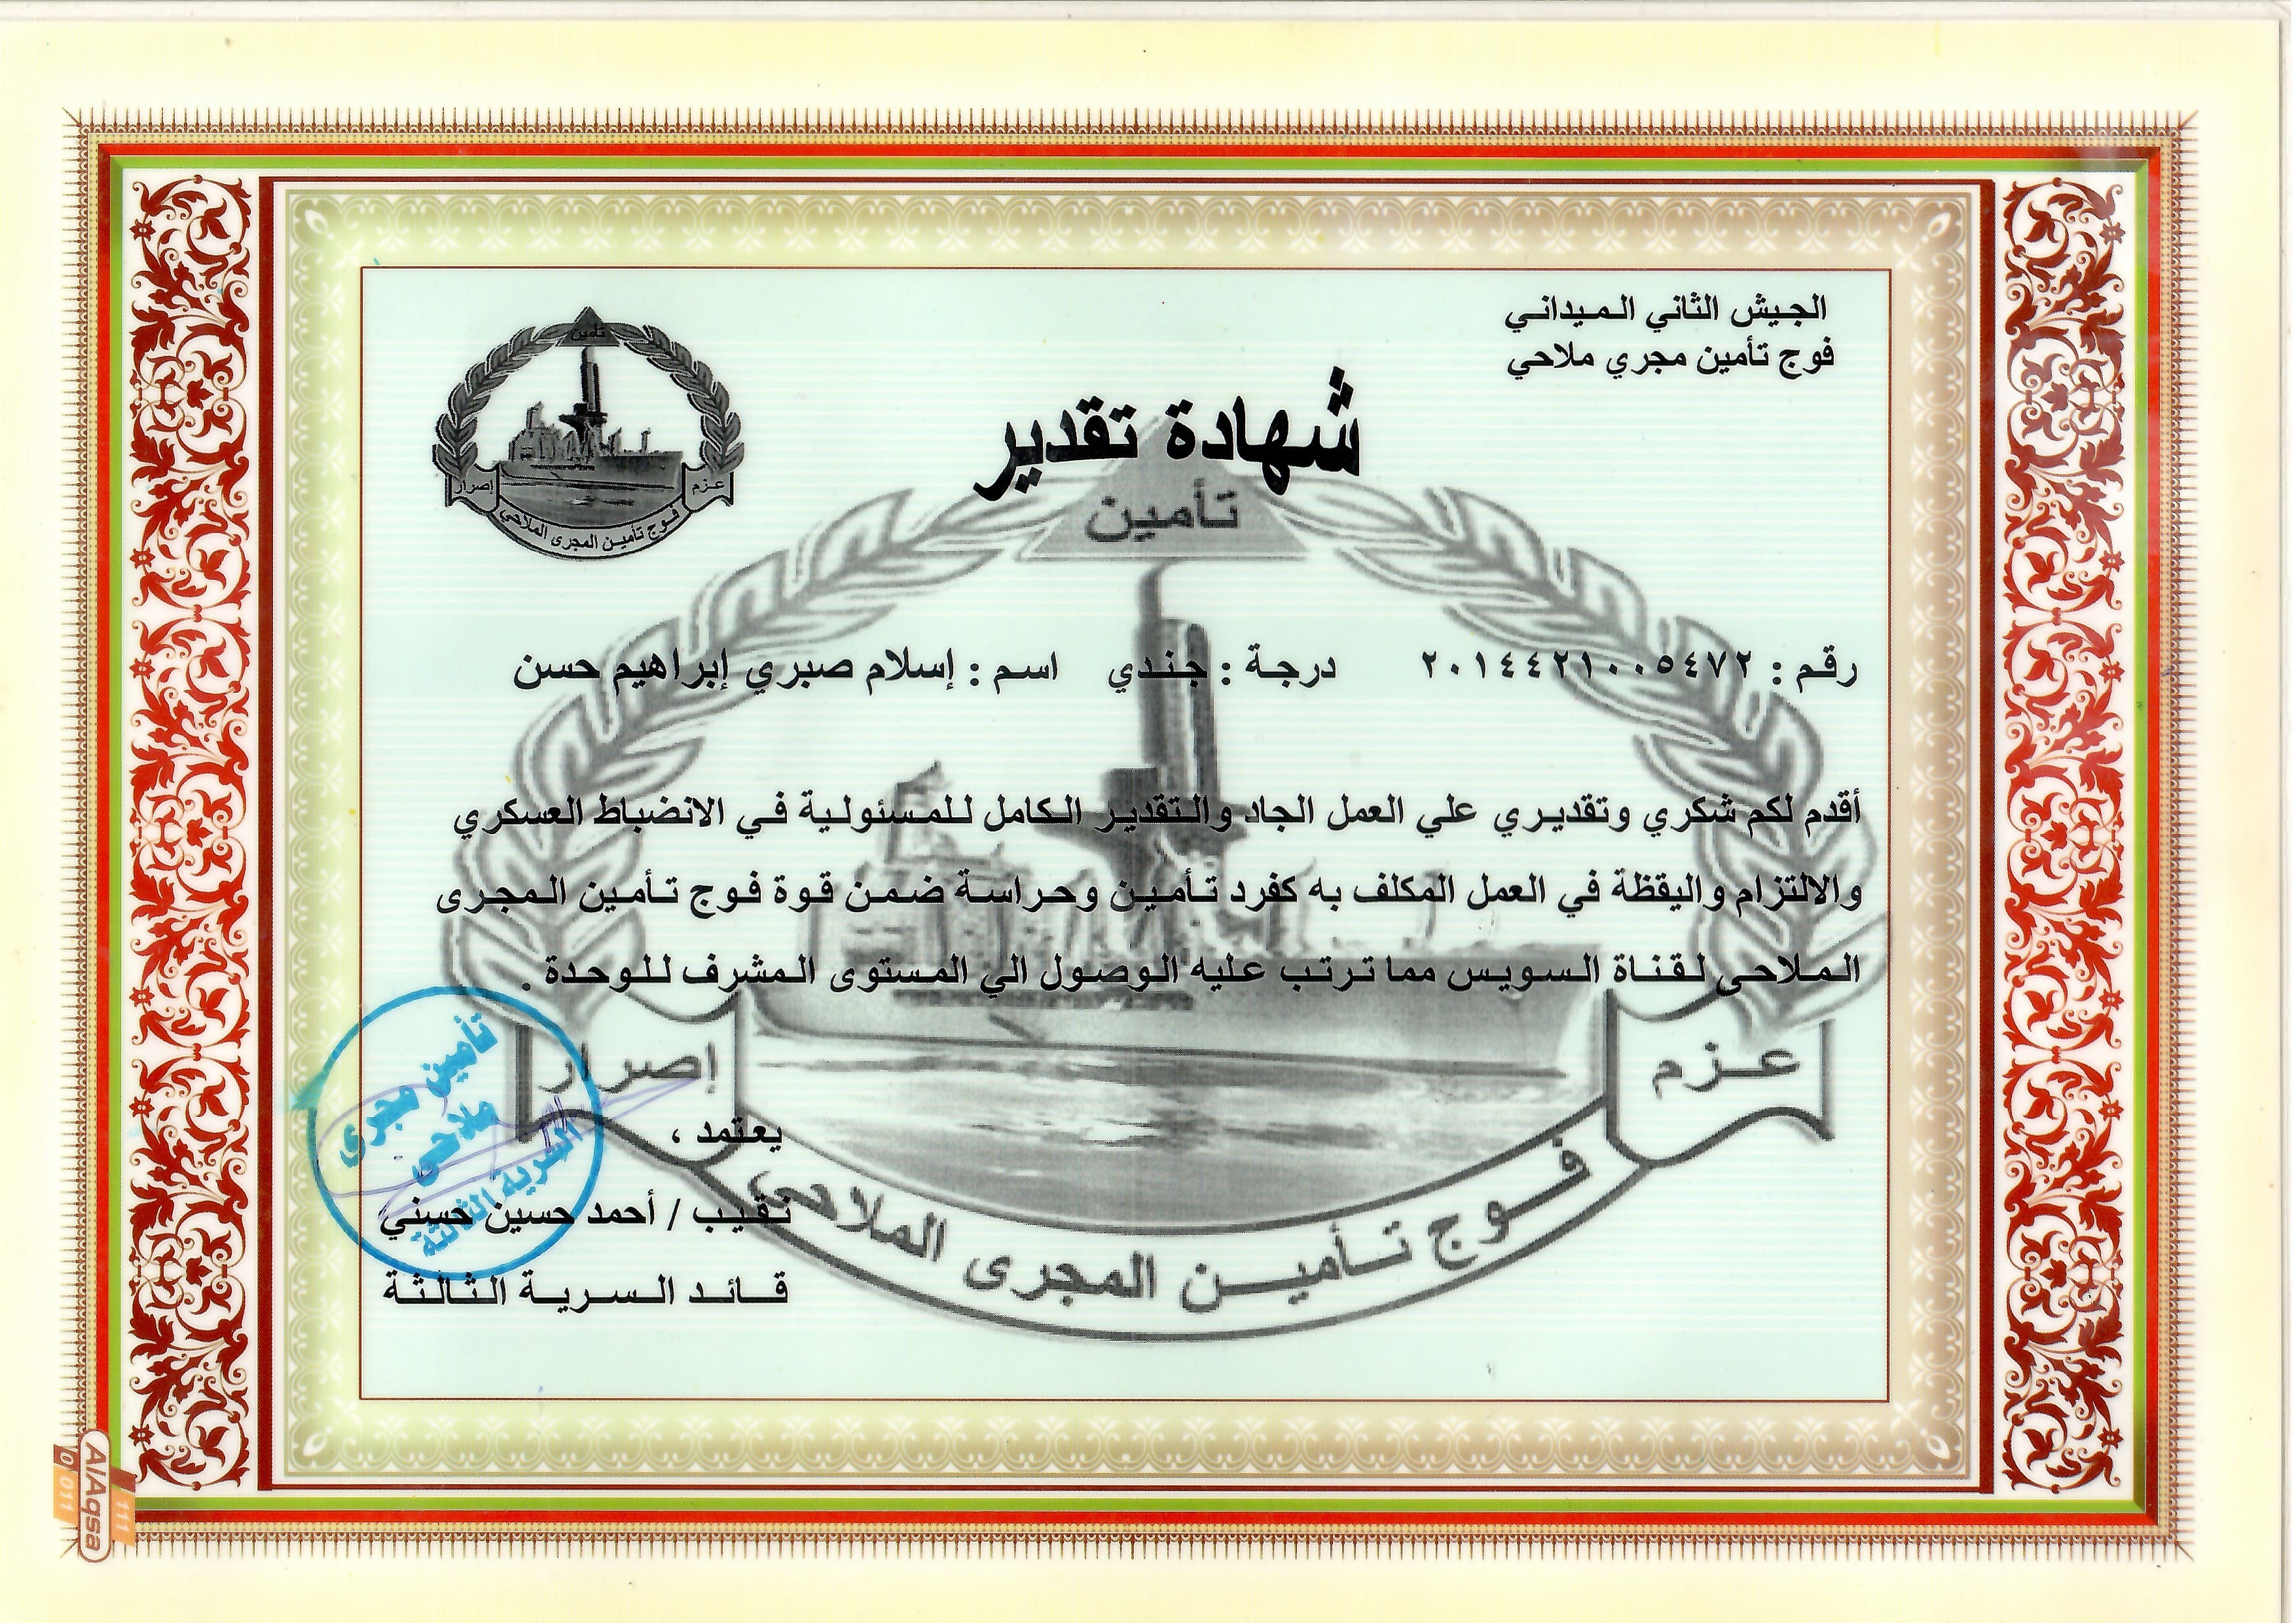 الجيش الثاني الميداني
فوج تأمين مجري ملاحي
شهادة تقدير
تأمين
إصرار
عزم
فوج تأمين المجرى الملاحى
تأمين
رقم : ٢٠١٤٤٢١٠٠٥٤٧٢ درجة : جندي اسم : إسلام صبري إبراهيم حسن
أقدم لكم شكري وتقديري علي العمل الجاد والتقدير الكامل للمسئولية في الانضباط العسكري
والالتزام واليقظة في العمل المكلف به كفرد تأمين وحراسة ضمن قوة فوج تأمين المجرى
الملاحى لقناة السويس مما ترتب عليه الوصول الي المستوى المشرف للوحدة .
عزم
إصرار
فوج تأمين المجرى الملاحى
يعتمد ،
نقيب / أحمد حسين حسني
قائد السرية الثالثة
تأمين مجرى
ملاحى
السرية الثالثة
AlAqsa
111
0 011